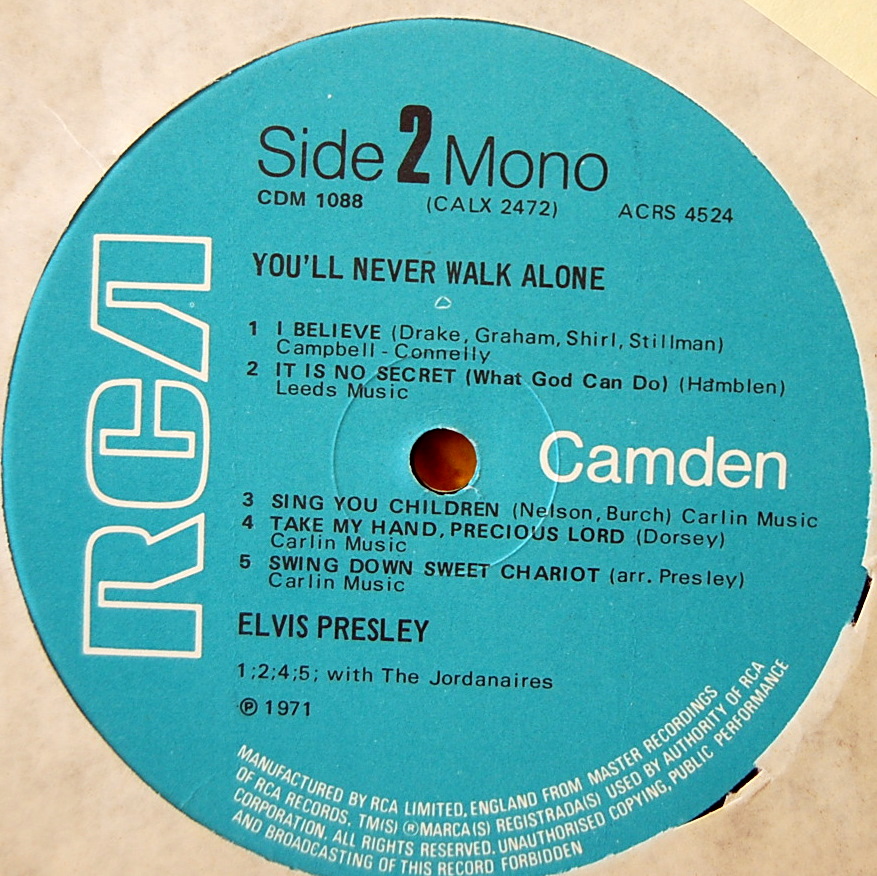 Side 2 Mono
CDM 1088 (CALX 2472) ACRS 4524
YOU'LL NEVER WALK ALONE
1 I BELIEVE (Drake, Graham, Shirl, Stillman)
Campbell - Connelly
2 IT IS NO SECRET (What God Can Do) (Hamblen)
Leeds Music
RCA
Camden
3 SING YOU CHILDREN (Nelson, Burch) Carlin Music
4 TAKE MY HAND, PRECIOUS LORD (Dorsey)
Carlin Music
5 SWING DOWN SWEET CHARIOT (arr. Presley)
Carlin Music
ELVIS PRESLEY
1;2;4;5; with The Jordanaires
℗ 1971
MANUFACTURED BY RCA LIMITED, ENGLAND FROM MASTER RECORDINGS
OF RCA RECORDS, TM(S) ® MARCA(S) REGISTRADA(S) USED BY AUTHORITY OF RCA
CORPORATION, ALL RIGHTS RESERVED, UNAUTHORISED COPYING, PUBLIC PERFORMANCE
AND BROADCASTING OF THIS RECORD FORBIDDEN